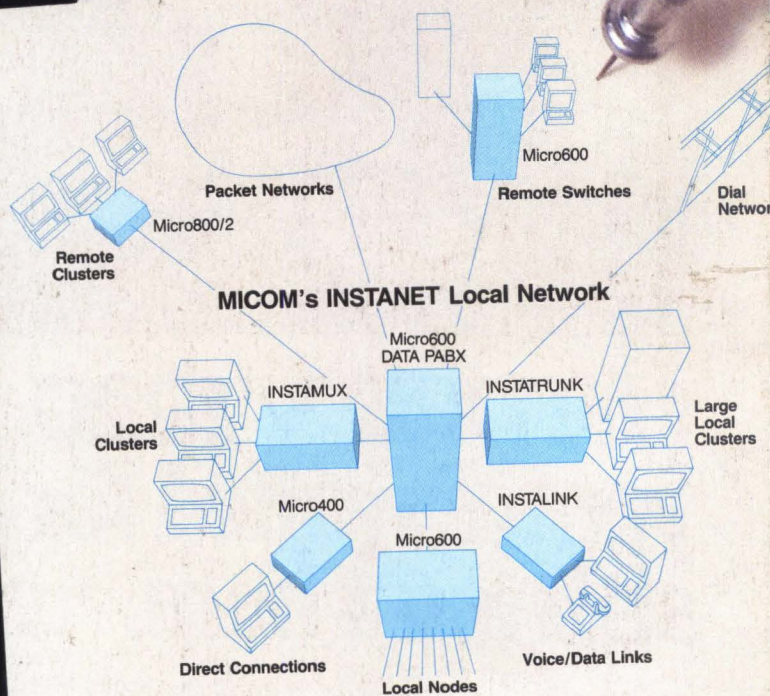 Micro600
Packet Networks
Remote Switches
Dial
Micro800/2
Remote
Clusters
MICOM's INSTANET Local Network
Micro600
DATA PABX
INSTAMUX
INSTATRUNK
Local
Clusters
Large
Local
Clusters
Micro400
INSTALINK
Micro600
Direct Connections
Voice/Data Links
Local Nodes